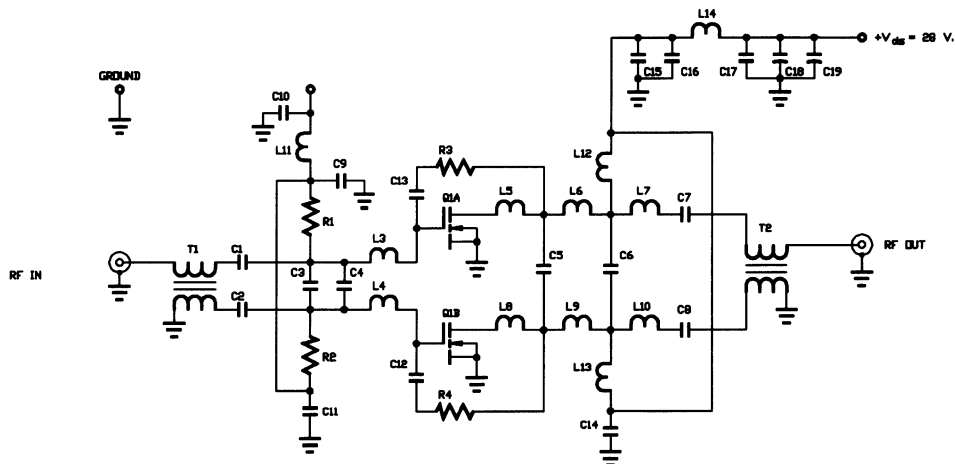 L14
+Vds = 28 V.
C15
C16
C17
C18
C19
GROUND
C10
L11
C9
R3
C13
Q1A
L5
L6
L12
L7
C7
R1
T1
C1
L3
T2
RF IN
C3
C4
C5
C6
RF OUT
C2
L4
Q1B
L8
L9
L10
C8
R2
C12
L13
C11
R4
C14